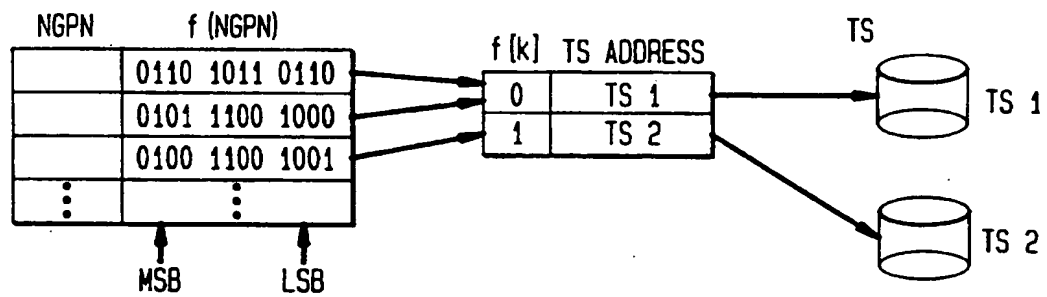 NGPN f (NGPN)
0110 1011 0110
0101 1100 1000
0100 1100 1001
MSB LSB
f [k] TS ADDRESS
0 TS 1
1 TS 2
TS
TS 1
TS 2